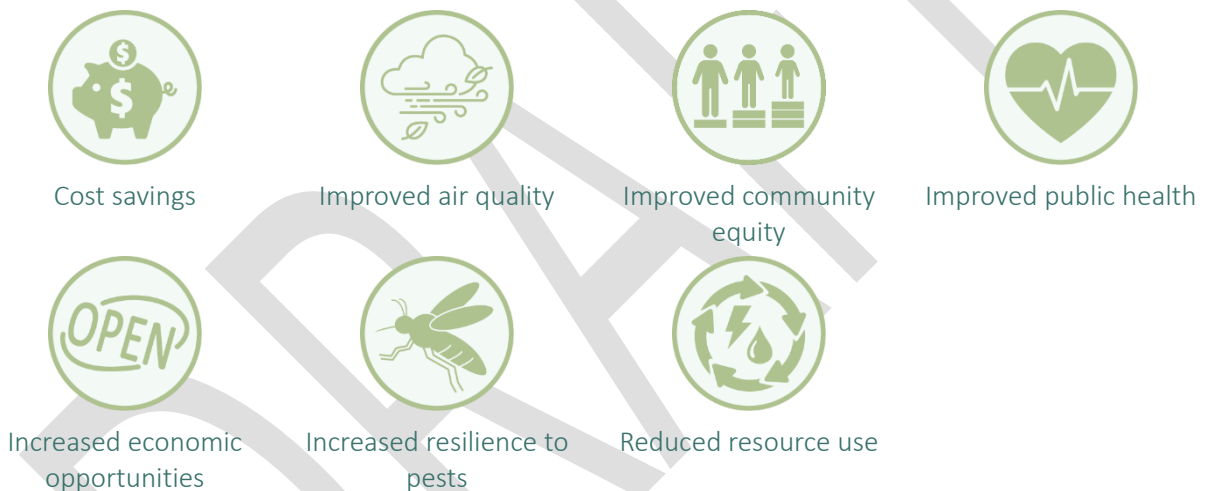 $
$
Cost savings
Improved air quality
Improved community
equity
Improved public health
OPEN
Increased economic
opportunities
Increased resilience to
pests
Reduced resource use
DRAFT